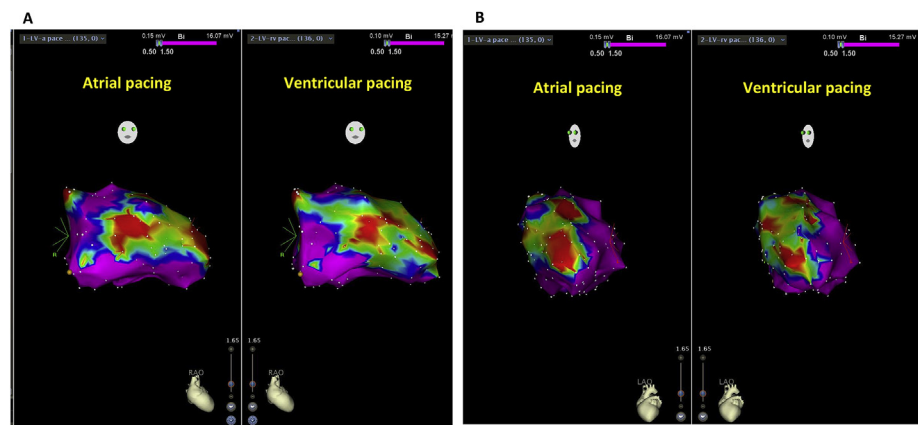 A
B
1-LV-a pace ... (135, 0)
0.15 mV Bi 16.07 mV
0.50 1.50
2-LV-rv pac... (136, 0)
0.10 mV Bi 15.27 mV
0.50 1.50
1-LV-a pace ... (135, 0)
0.15 mV Bi 16.07 mV
0.50 1.50
2-LV-rv pac... (136, 0)
0.10 mV Bi 15.27 mV
0.50 1.50
Atrial pacing
Ventricular pacing
Atrial pacing
Ventricular pacing
R
1.65
1.65
1.65
1.65
RAO
RAO
LAO
LAO